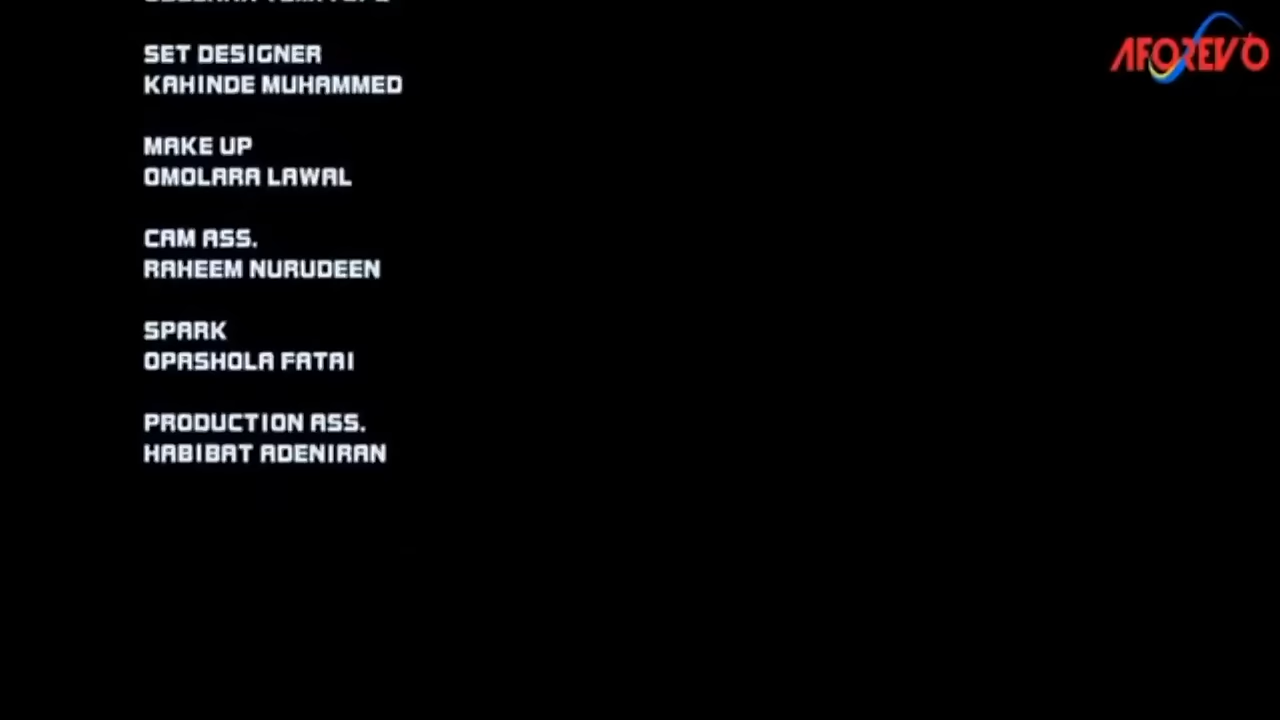 SET DESIGNER
KAHINDE MUHAMMED
MAKE UP
OMOLARA LAWAL
CAM ASS.
RAHEEM NURUDEEN
SPARK
OPASHOLA FATAI
PRODUCTION ASS.
HABIBAT ADENIRAN
AFOREVO